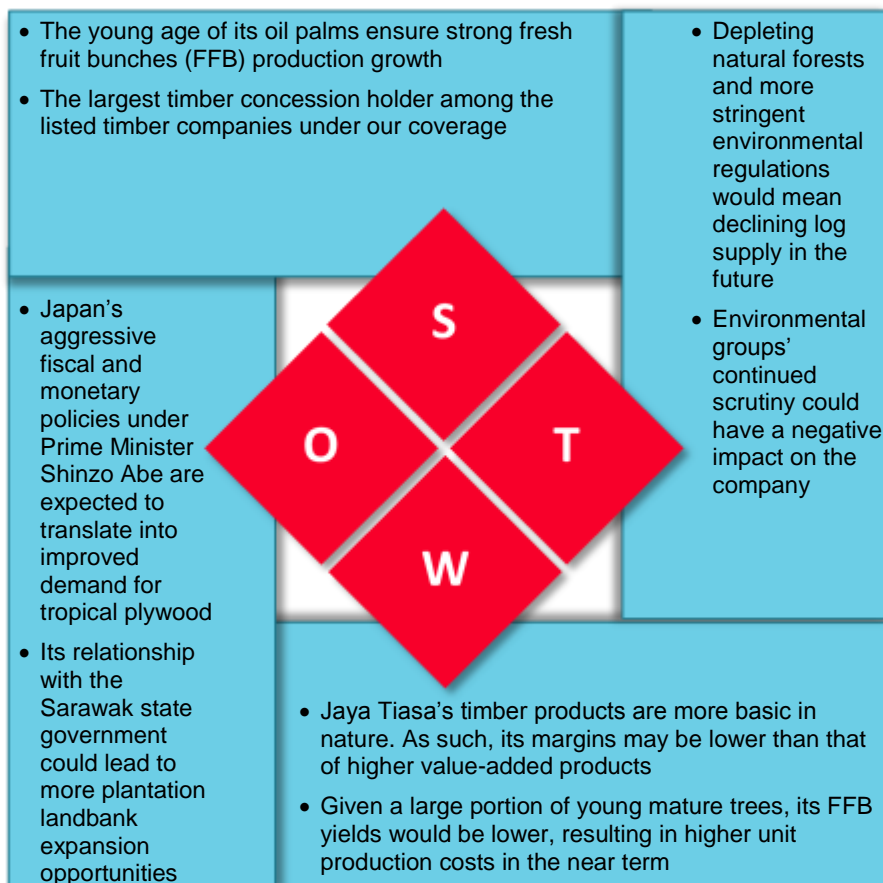 • The young age of its oil palms ensure strong fresh
fruit bunches (FFB) production growth
• The largest timber concession holder among the
listed timber companies under our coverage
• Depleting
natural forests
and more
stringent
environmental
regulations
would mean
declining log
supply in the
future
• Environmental
groups’
continued
scrutiny could
have a negative
impact on the
company
• Japan’s
aggressive
fiscal and
monetary
policies under
Prime Minister
Shinzo Abe are
expected to
translate into
improved
demand for
tropical plywood
• Its relationship
with the
Sarawak state
government
could lead to
more plantation
landbank
expansion
opportunities
S
O
T
W
• Jaya Tiasa’s timber products are more basic in
nature. As such, its margins may be lower than that
of higher value-added products
• Given a large portion of young mature trees, its FFB
yields would be lower, resulting in higher unit
production costs in the near term